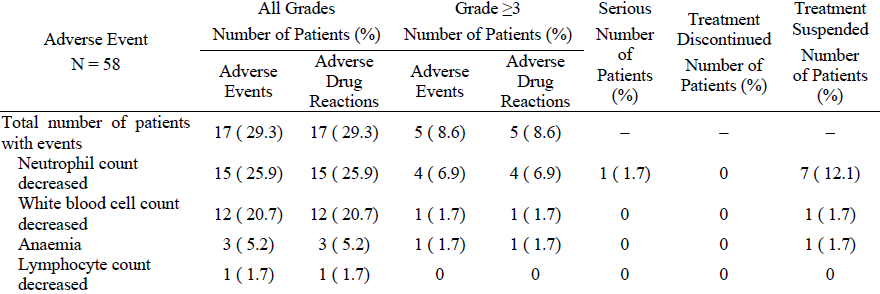 All Grades Grade ≥3 Serious Treatment Treatment
Adverse Event Number of Patients (%) Number of Patients (%) Number Discontinued Suspended
N = 58 Adverse Adverse Adverse Adverse of Number of Number
Events Drug Events Drug Patients Patients (%) of Patients
Reactions Reactions (%) (%)
Total number of patients
with events 17 ( 29.3) 17 ( 29.3) 5 ( 8.6) 5 ( 8.6) – – –
Neutrophil count
decreased 15 ( 25.9) 15 ( 25.9) 4 ( 6.9) 4 ( 6.9) 1 ( 1.7) 0 7 ( 12.1)
White blood cell count
decreased 12 ( 20.7) 12 ( 20.7) 1 ( 1.7) 1 ( 1.7) 0 0 1 ( 1.7)
Anaemia 3 ( 5.2) 3 ( 5.2) 1 ( 1.7) 1 ( 1.7) 0 0 1 ( 1.7)
Lymphocyte count
decreased 1 ( 1.7) 1 ( 1.7) 0 0 0 0 0